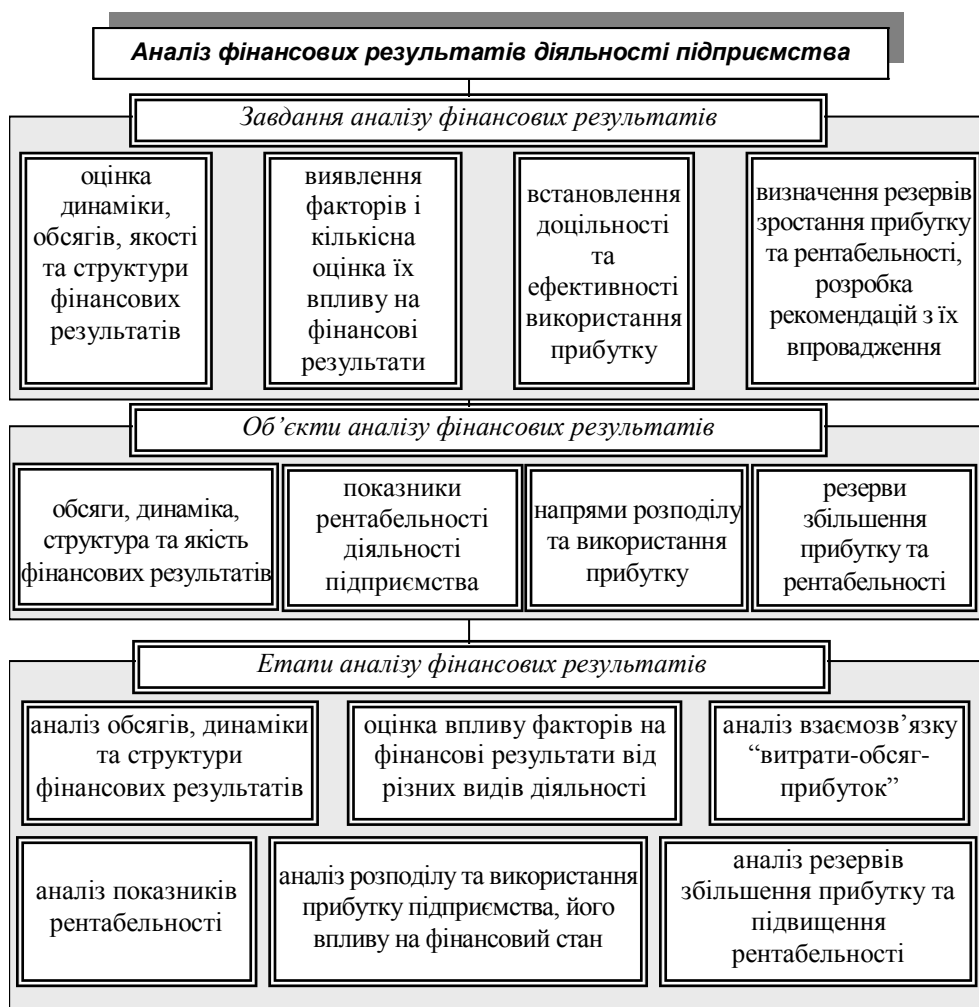 Аналіз фінансових результатів діяльності підприємства
Завдання аналізу фінансових результатів
оцінка
динаміки,
обсягів, якості
та структури
фінансових
результатів
виявлення
факторів і
кількісна
оцінка їх
впливу на
фінансові
результати
встановлення
доцільності
та
ефективності
використання
прибутку
визначення резервів
зростання прибутку
та рентабельності,
розробка
рекомендацій з їх
впровадження
Об’єкти аналізу фінансових результатів
обсяги, динаміка,
структура та якість
фінансових результатів
показники
рентабельності
діяльності
підприємства
напрями розподілу
та використання
прибутку
резерви
збільшення
прибутку та
рентабельності
Етапи аналізу фінансових результатів
аналіз обсягів, динаміки
та структури
фінансових результатів
оцінка впливу факторів на
фінансові результати від
різних видів діяльності
аналіз взаємозв’язку
“витрати-обсяг-
прибуток”
аналіз показників
рентабельності
аналіз розподілу та використання
прибутку підприємства, його
впливу на фінансовий стан
аналіз резервів
збільшення прибутку та
підвищення
рентабельності